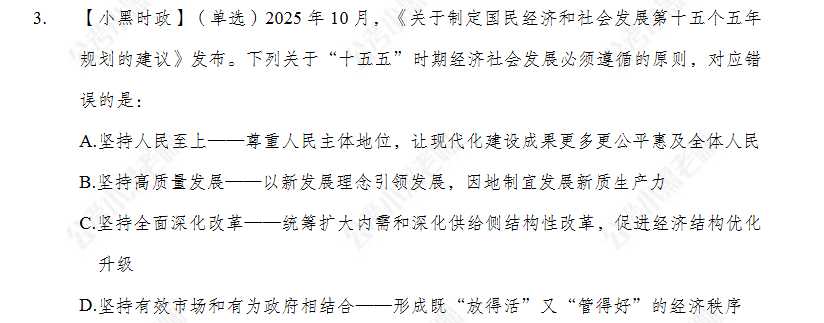 3. 【小黑时政】（单选）2025 年 10 月，《关于制定国民经济和社会发展第十五个五年
规划的建议》发布。下列关于“十五五”时期经济社会发展必须遵循的原则，对应错
误的是：
A.坚持人民至上——尊重人民主体地位，让现代化建设成果更多更公平惠及全体人民
B.坚持高质量发展——以新发展理念引领发展，因地制宜发展新质生产力
C.坚持全面深化改革——统筹扩大内需和深化供给侧结构性改革，促进经济结构优化
升级
D.坚持有效市场和有为政府相结合——形成既“放得活”又“管得好”的经济秩序